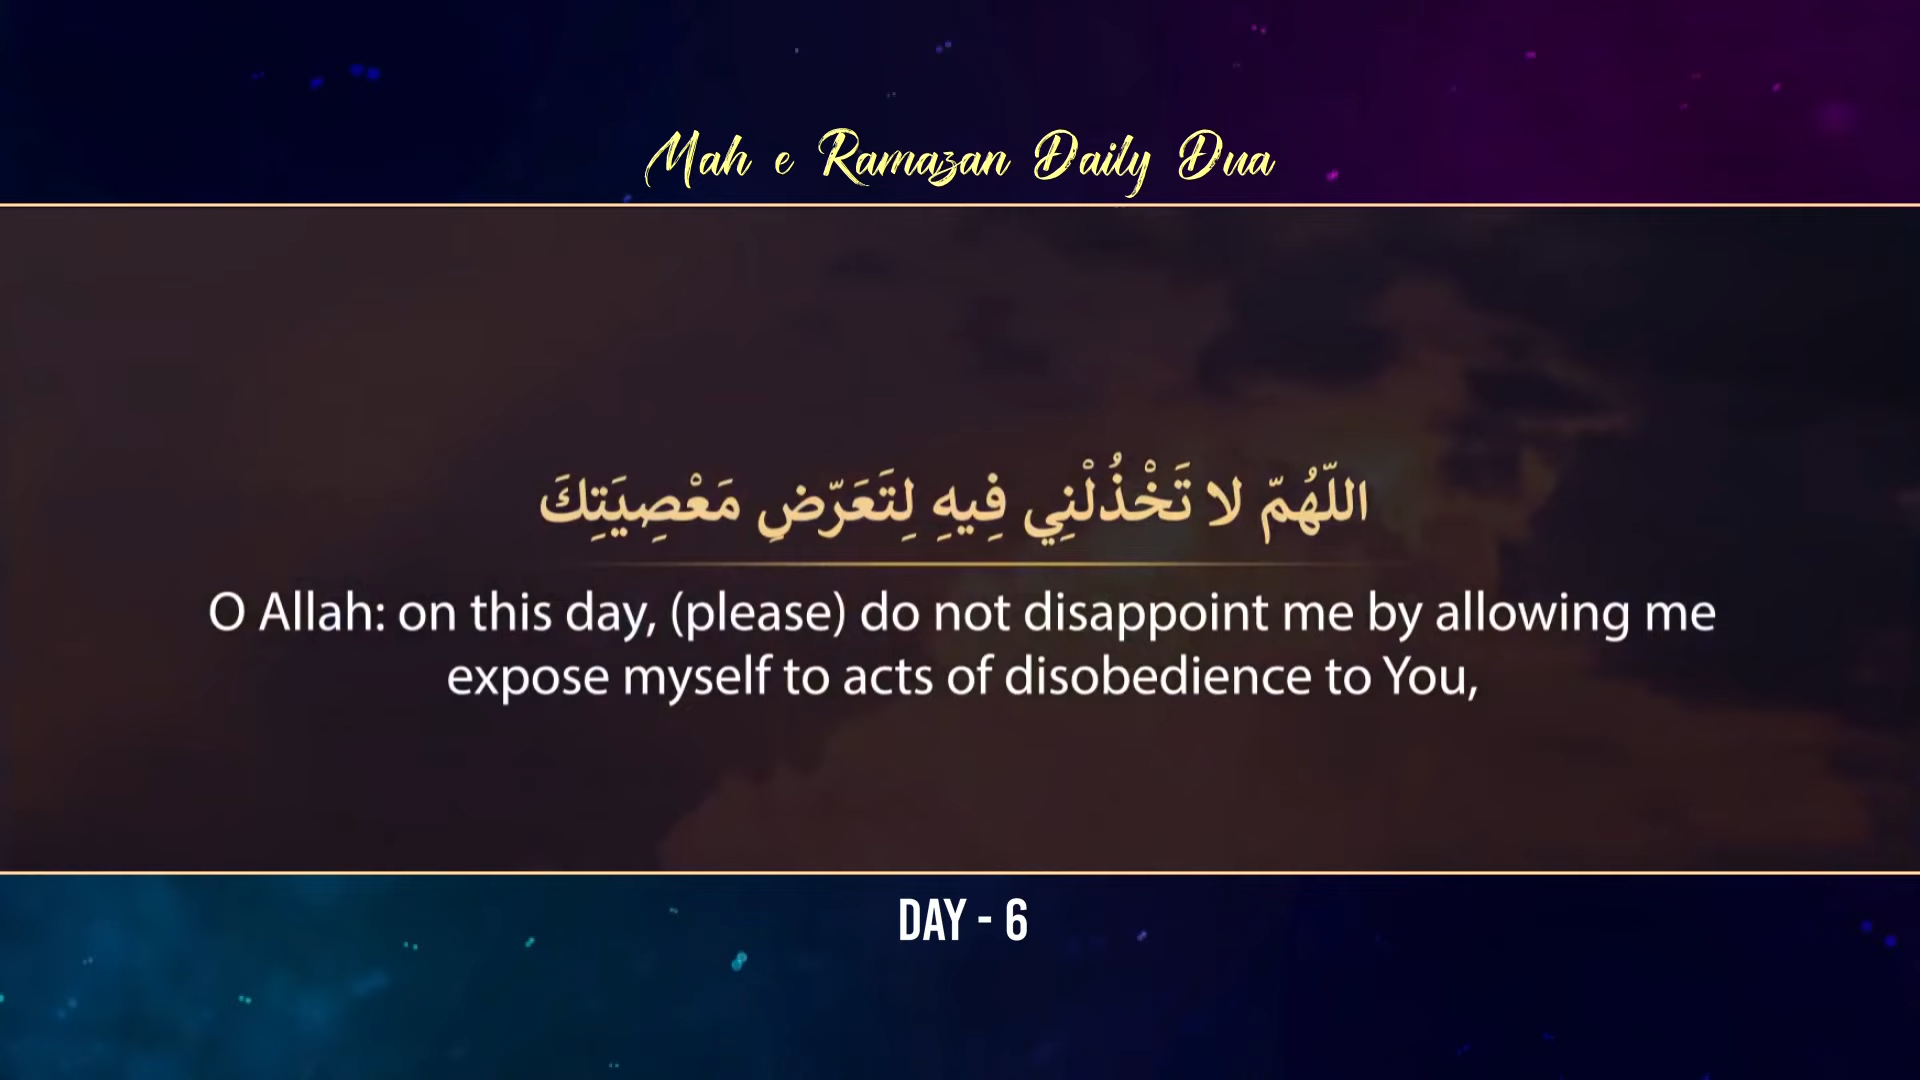 Mah e Ramazan Daily Dua
اللّهُمّ لا تَخْذُلْنِي فِيهِ لِتَعَرّضِ مَعْصِيَتِكَ
O Allah: on this day, (please) do not disappoint me by allowing me
expose myself to acts of disobedience to You,
DAY - 6